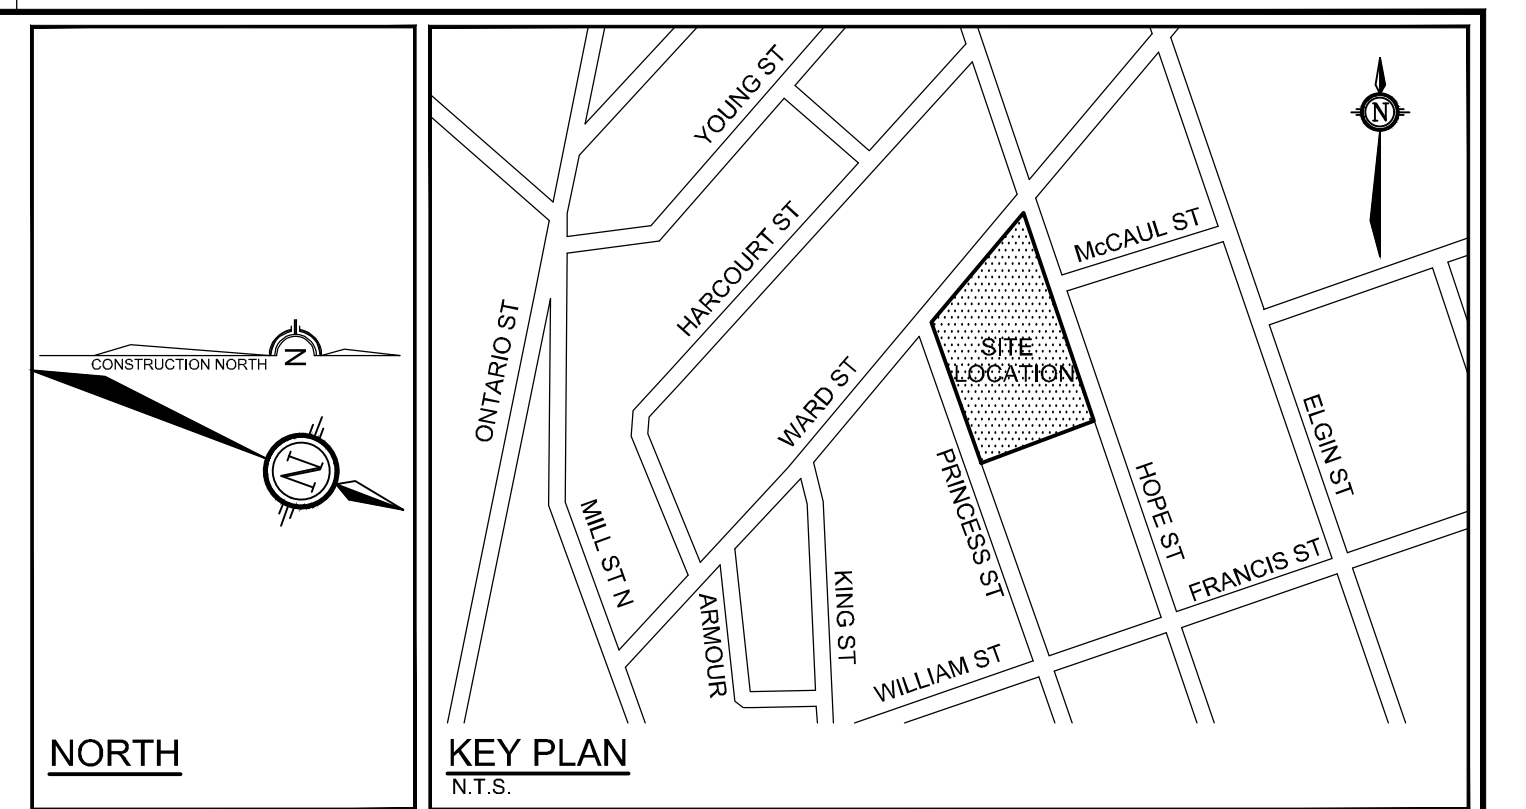 CONSTRUCTION NORTH
N
N
NORTH
YOUNG ST
N
HARCOURT ST
McCAUL ST
ONTARIO ST
SITE
LOCATION
WARD ST
ELGIN ST
PRINCESS ST
HOPE ST
MILL ST N
FRANCIS ST
ARMOUR
KING ST
WILLIAM ST
KEY PLAN
N.T.S.